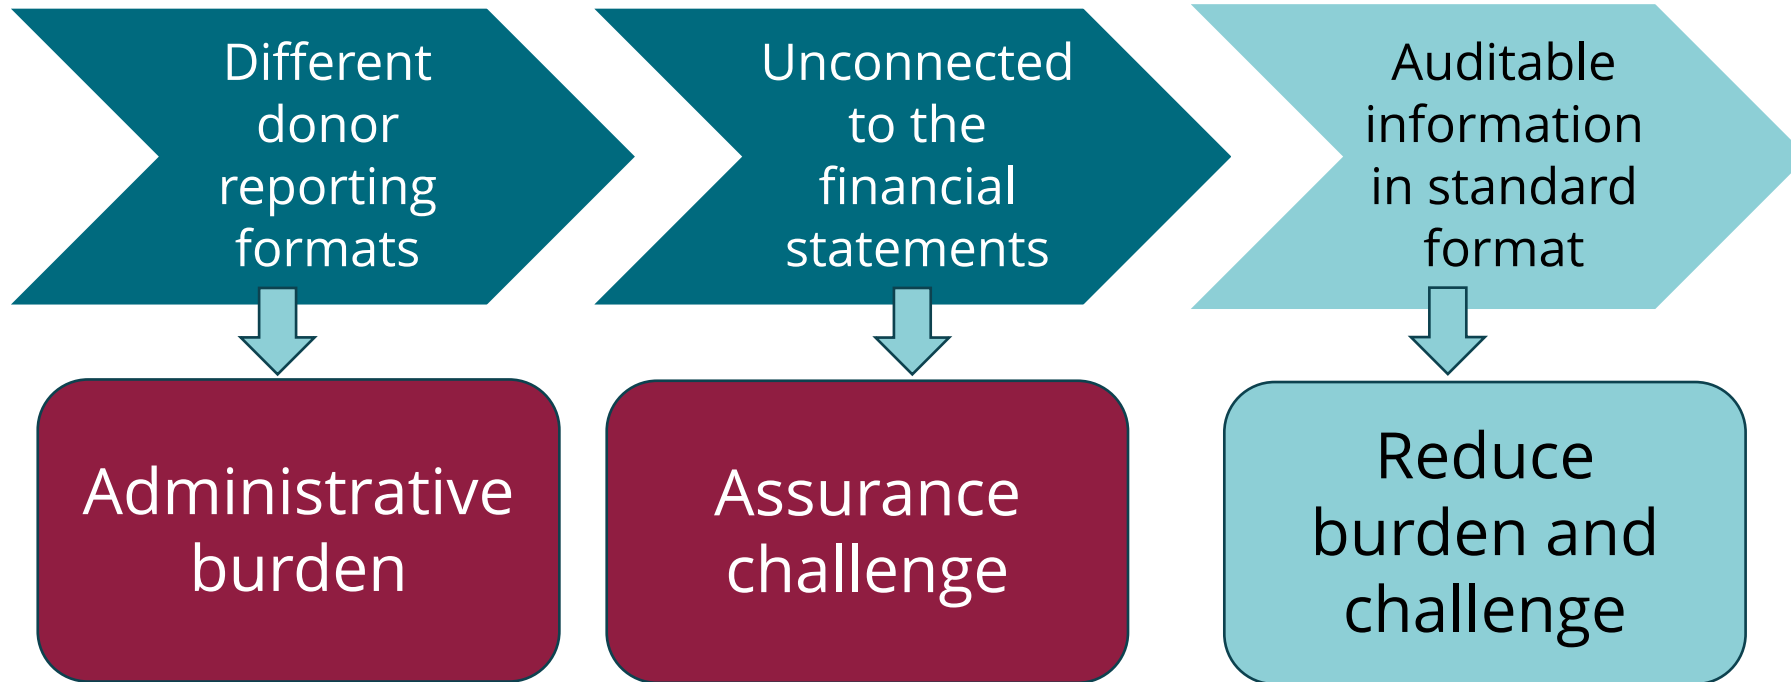 Different
donor
reporting
formats
Unconnected
to the
financial
statements
Auditable
information
in standard
format
Administrative
burden
Assurance
challenge
Reduce
burden and
challenge